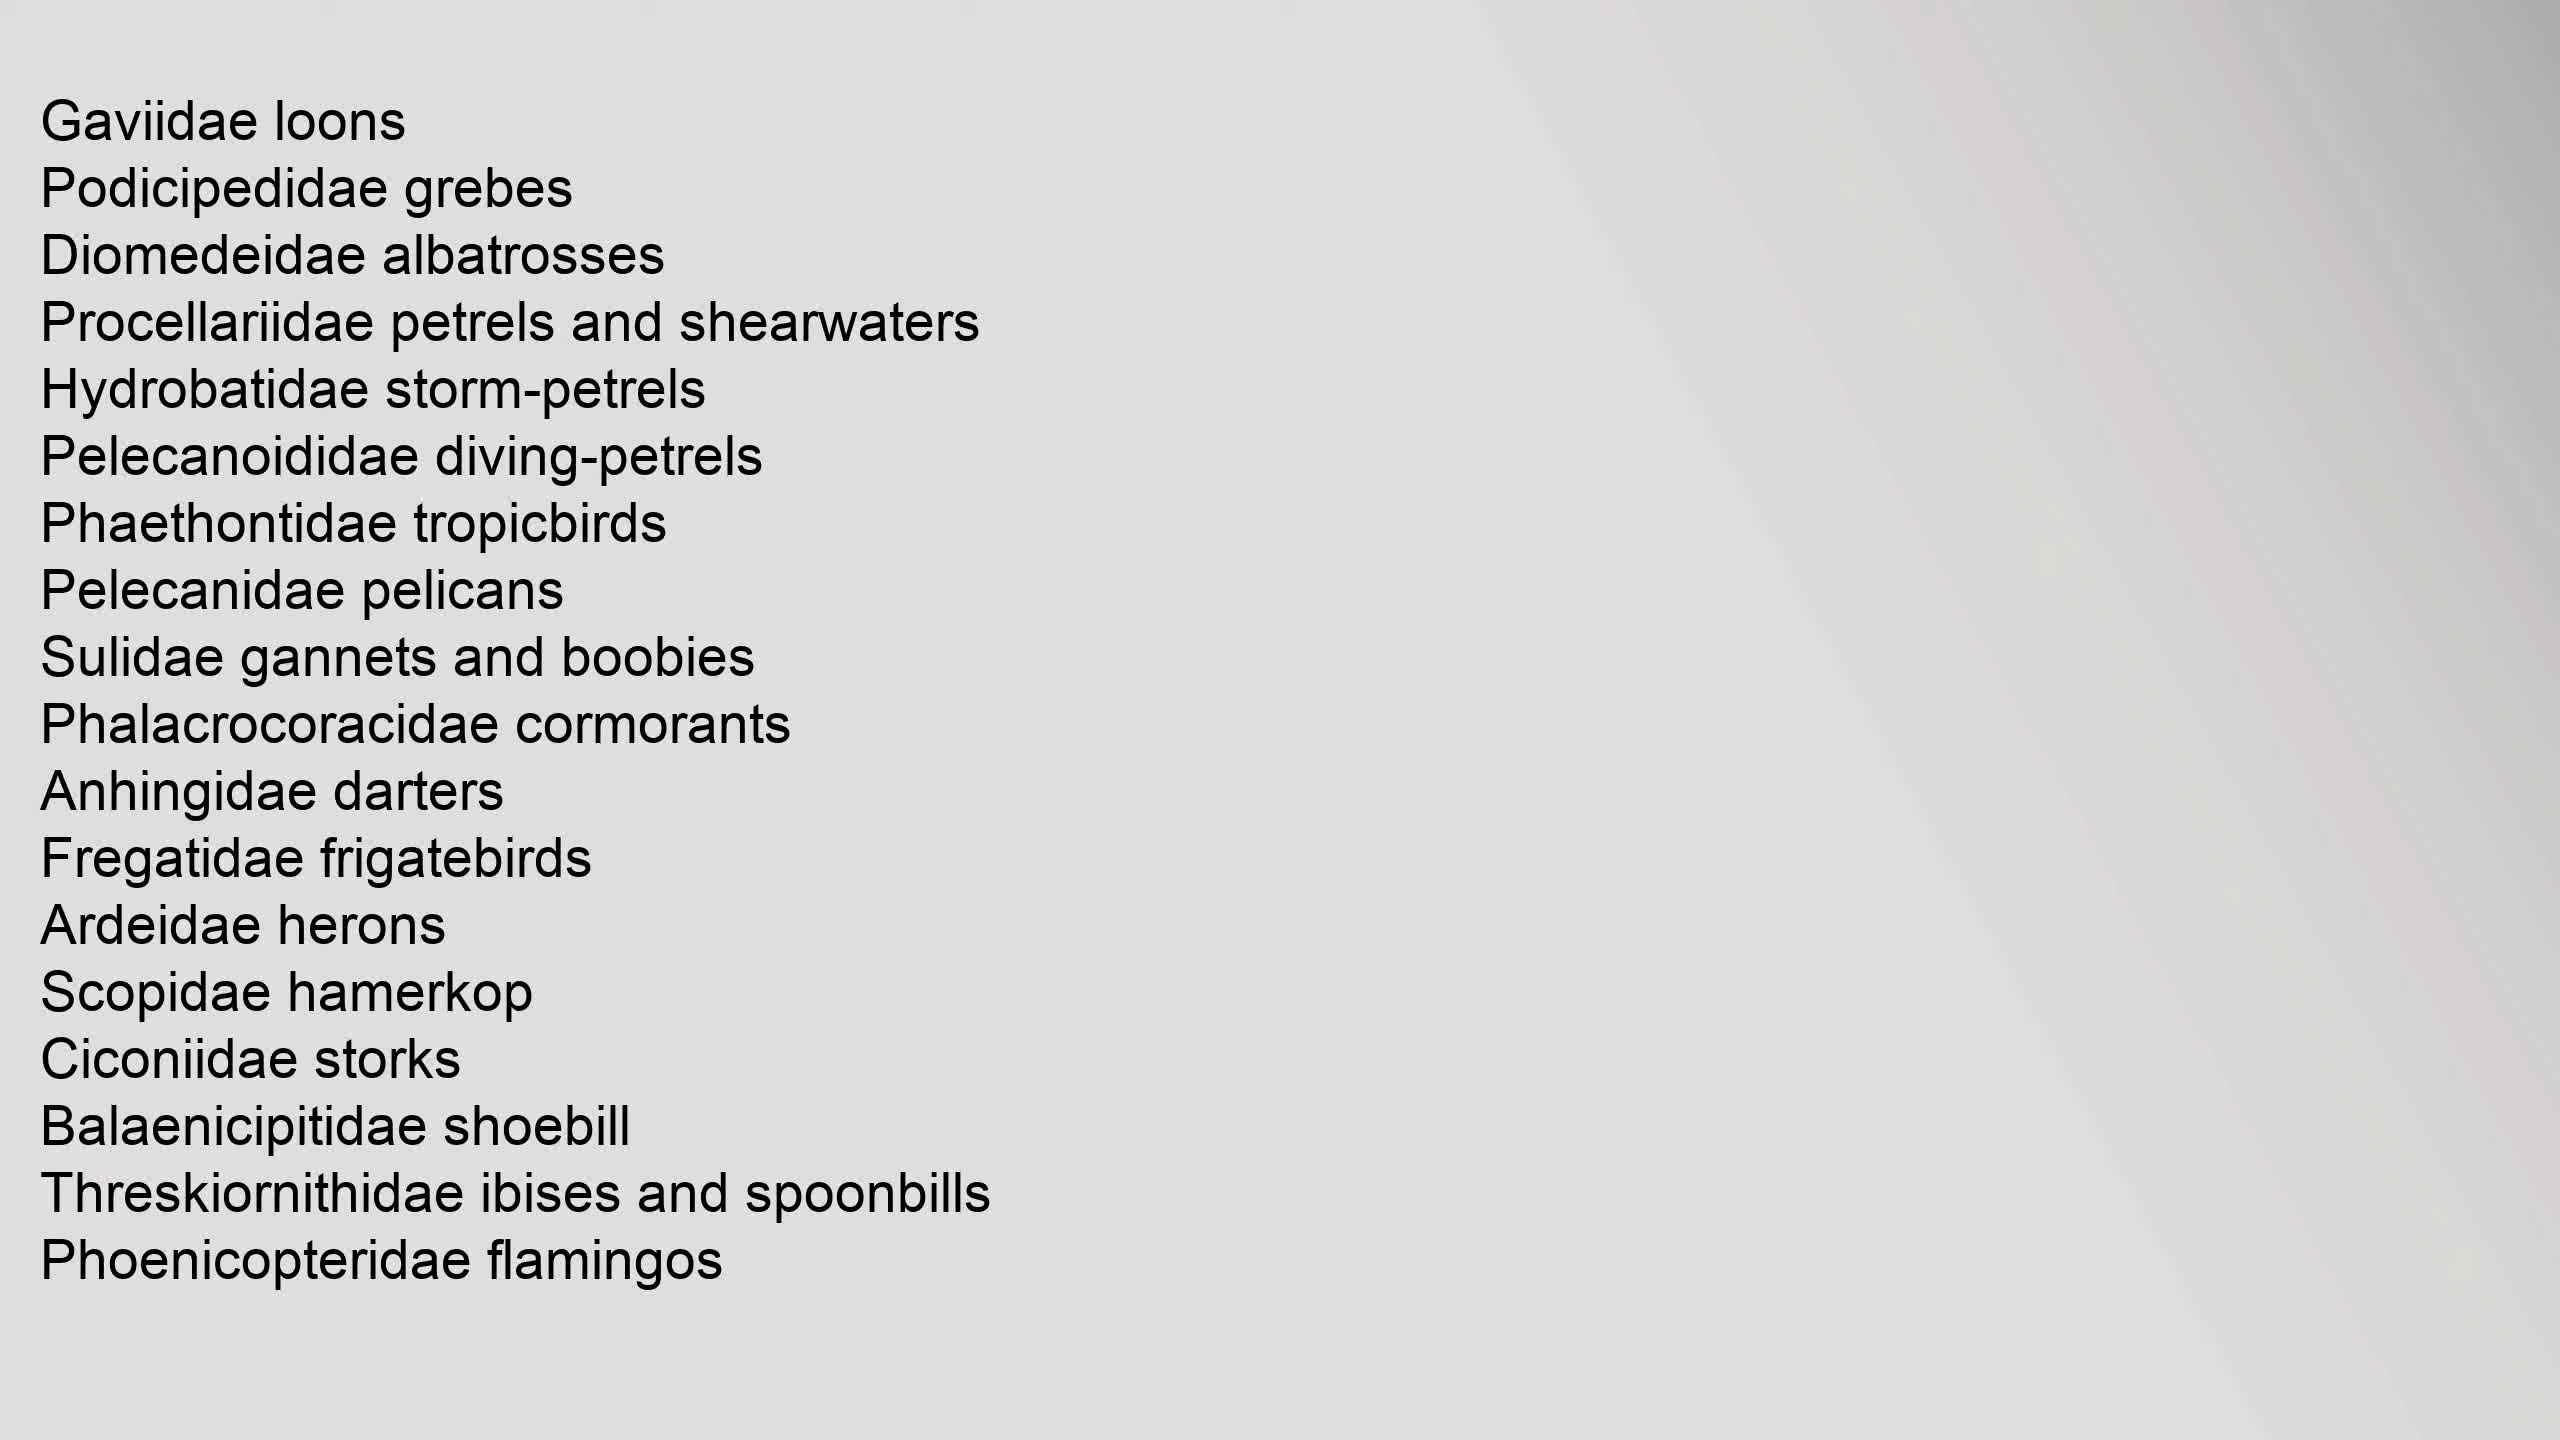 Gaviidae loons
Podicipedidae grebes
Diomedeidae albatrosses
Procellariidae petrels and shearwaters
Hydrobatidae storm-petrels
Pelecanoididae diving-petrels
Phaethontidae tropicbirds
Pelecanidae pelicans
Sulidae gannets and boobies
Phalacrocoracidae cormorants
Anhingidae darters
Fregatidae frigatebirds
Ardeidae herons
Scopidae hamerkop
Ciconiidae storks
Balaenicipitidae shoebill
Threskiornithidae ibises and spoonbills
Phoenicopteridae flamingos